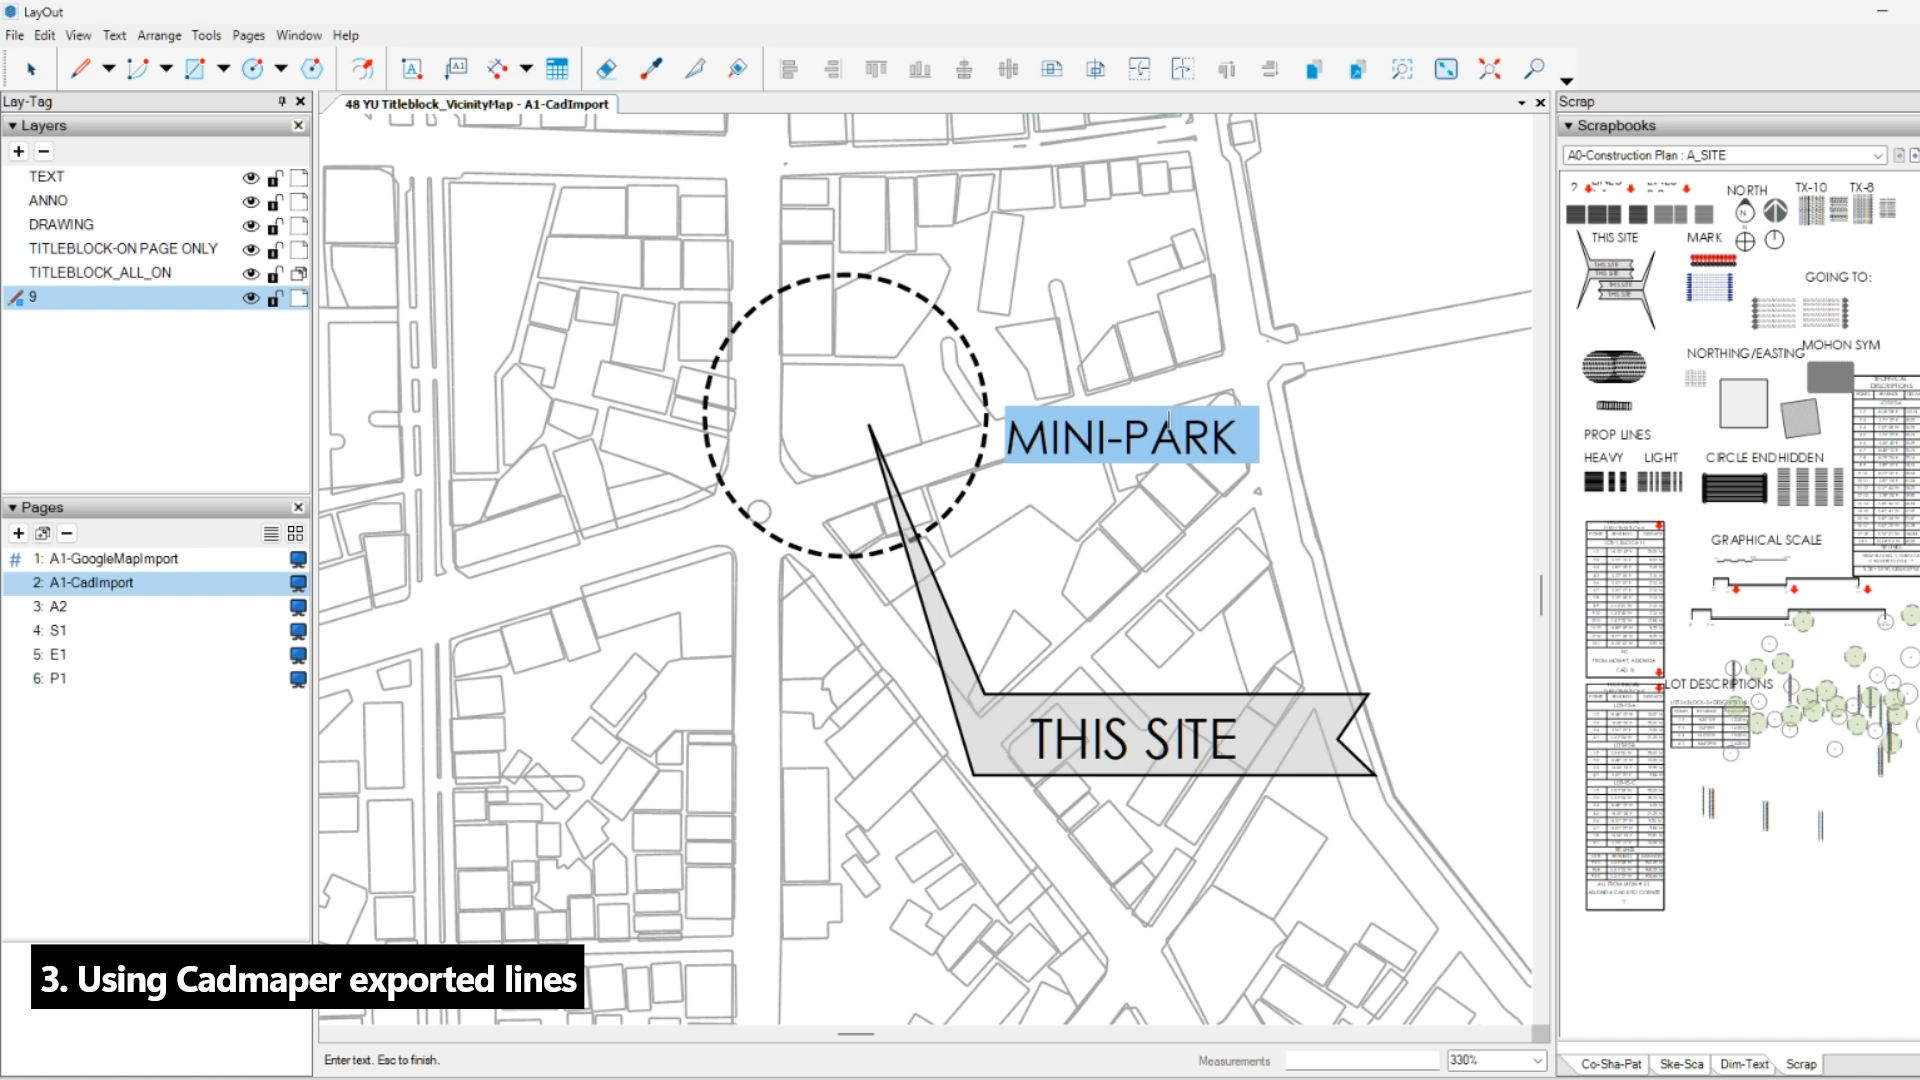 LayOut
File Edit View Text Arrange Tools Pages Window Help
Lay-Tag
Layers
TEXT
ANNO
DRAWING
TITLEBLOCK-ON PAGE ONLY
TITLEBLOCK_ALL_ON
9
Pages
1: A1-GoogleMapImport
2: A1-CadImport
3: A2
4: S1
5: E1
6: P1
3. Using Cadmaper exported lines
48 YU Titleblock_VicinityMap - A1-CadImport
MINI-PARK
THIS SITE
Enter text. Esc to finish.
Measurements
330%
Scrap
Scrapbooks
A0-Construction Plan : A_SITE
NORTH
TX-10
TX-8
THIS SITE
MARK
GOING TO:
NORTHING/EASTING
MOHON SYM
PROP LINES
HEAVY LIGHT
CIRCLE END
HIDDEN
GRAPHICAL SCALE
LOT DESCRIPTIONS
Co-Sha-Pat Ske-Sca Dim-Text Scrap